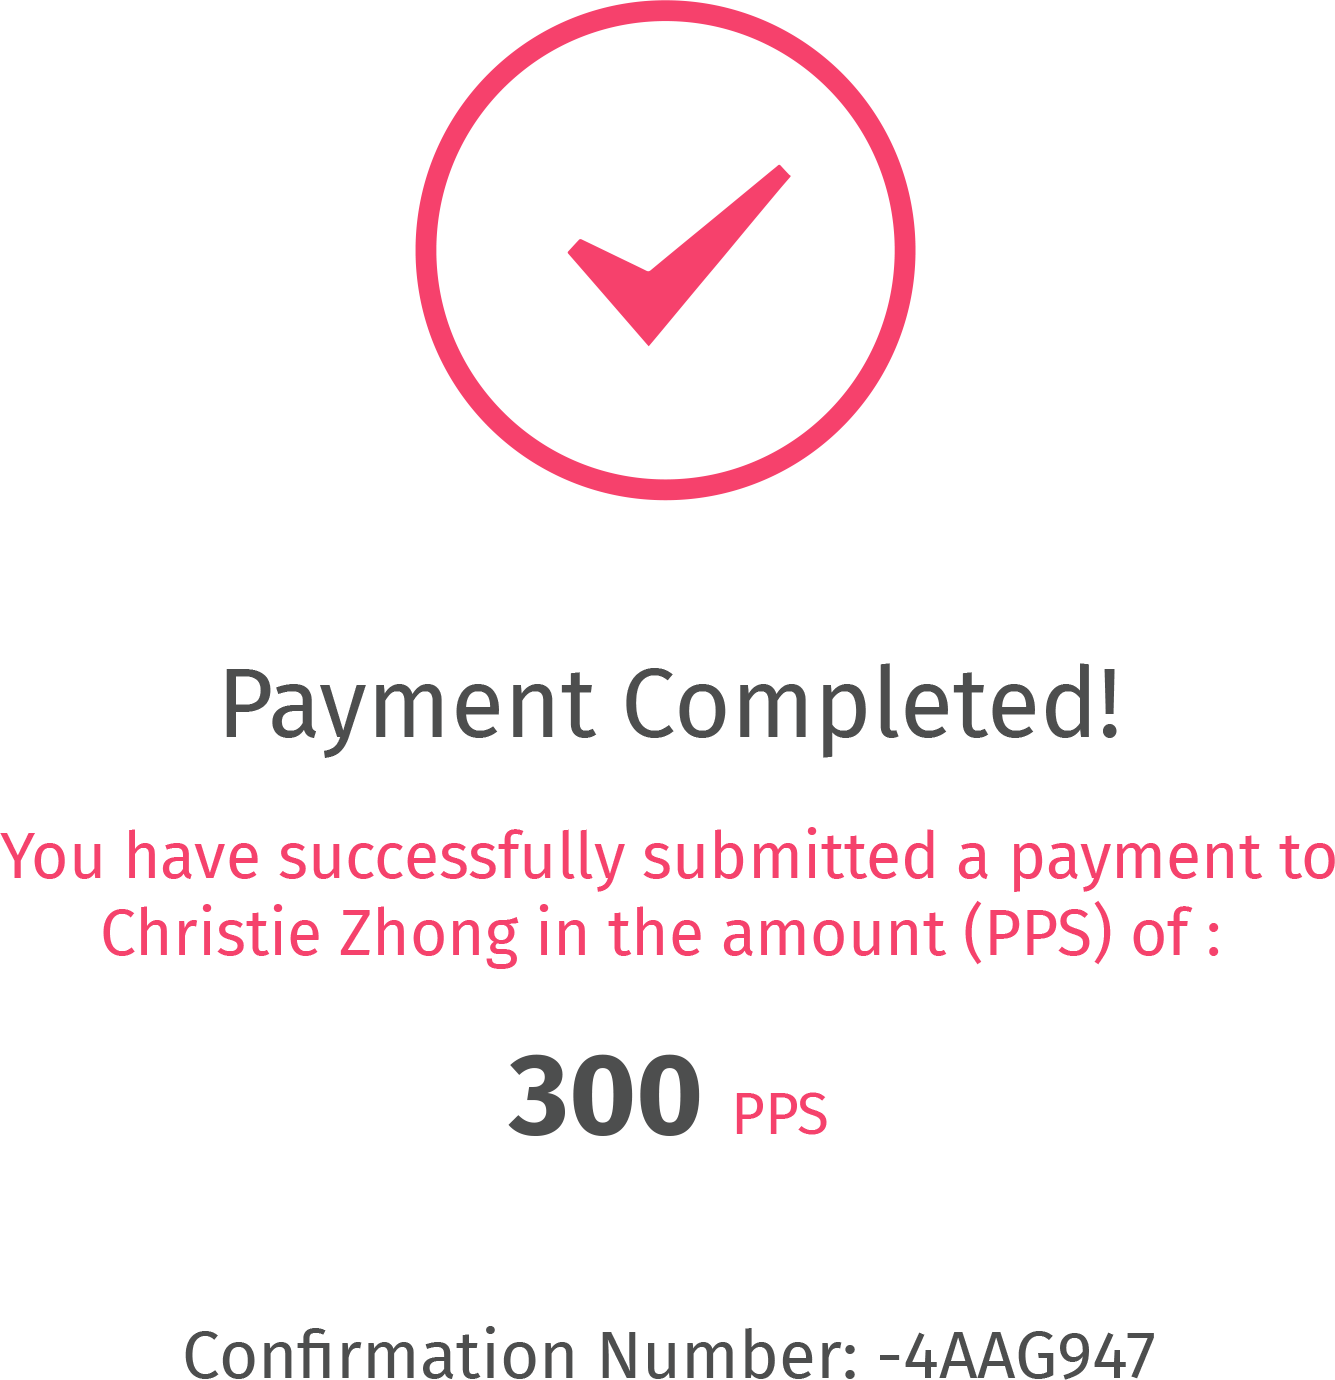 Payment Completed!
You have successfully submitted a payment to
Christie Zhong in the amount (PPS) of :
300 PPS
Confirmation Number: -4AAG947